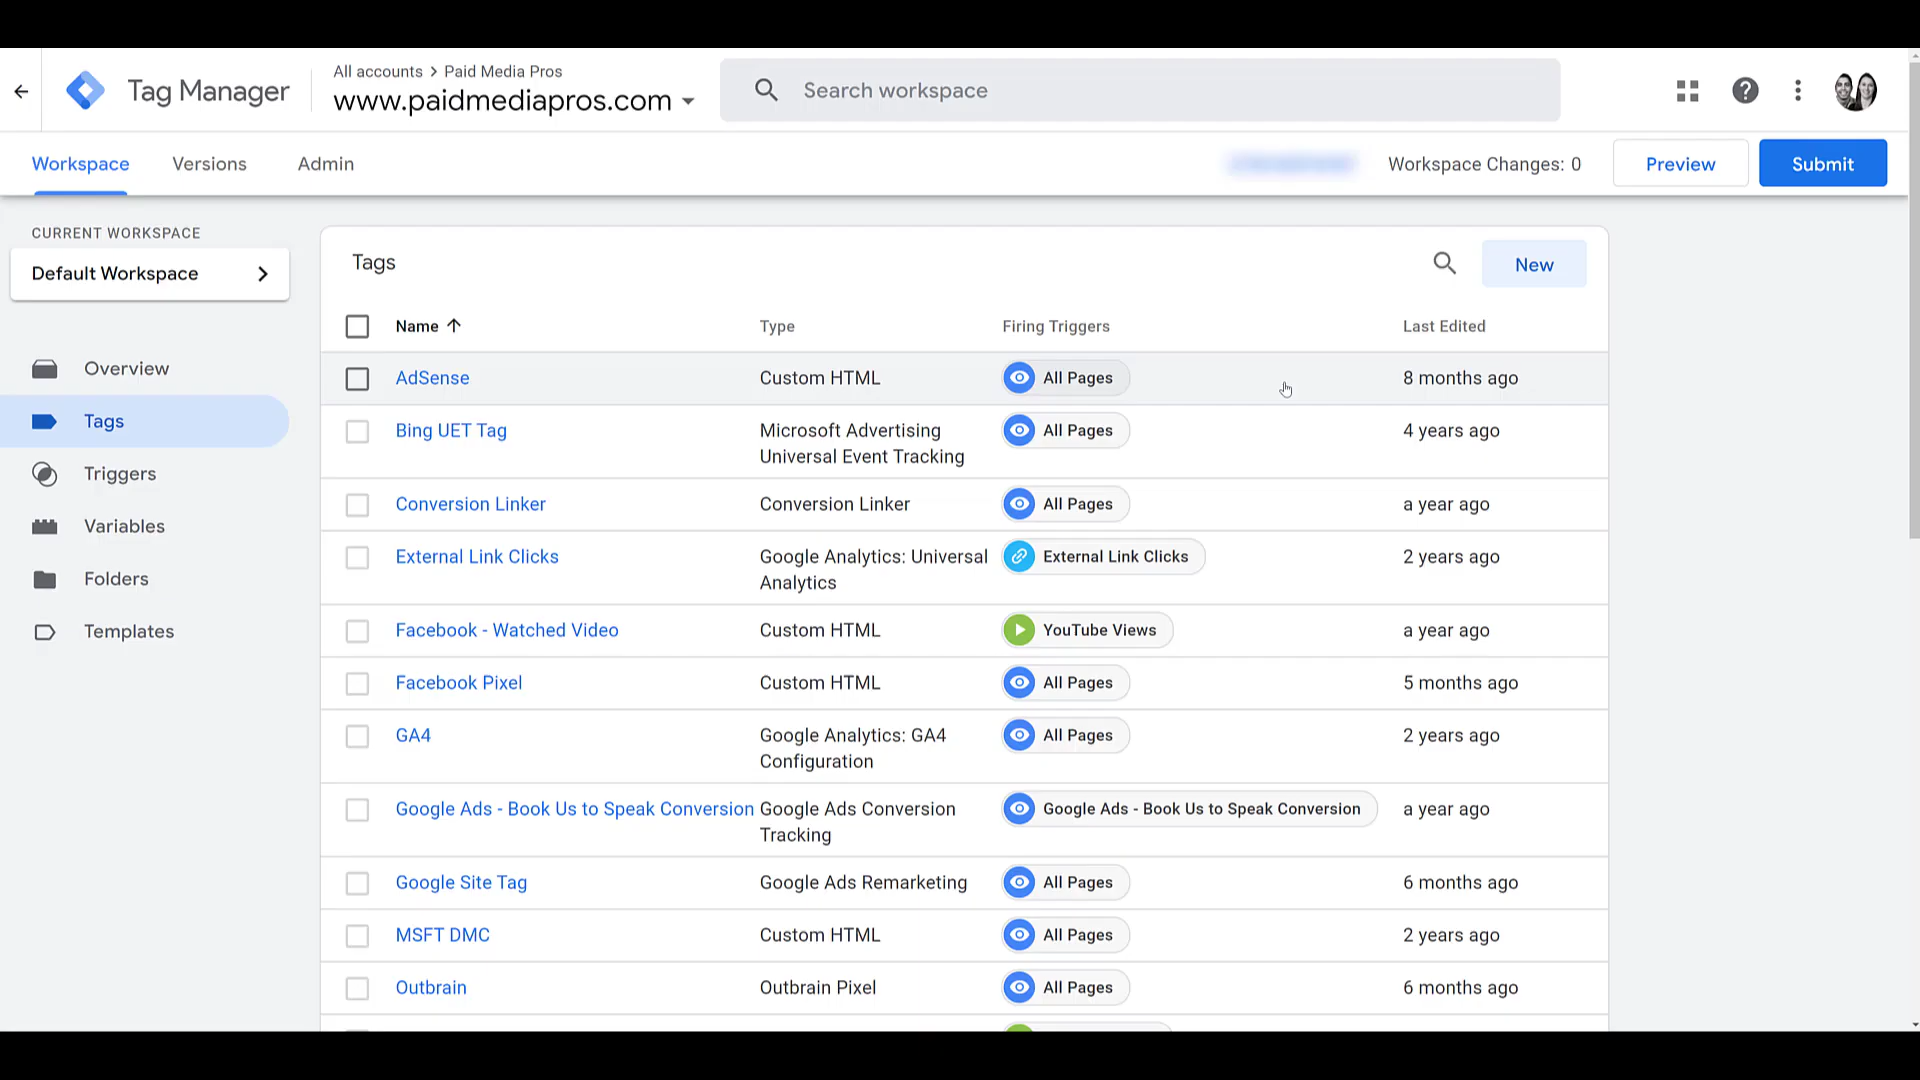 All accounts > Paid Media Pros
Tag Manager
www.paidmediapros.com
Search workspace
Workspace Versions Admin
Workspace Changes: 0
Preview
Submit
CURRENT WORKSPACE
Default Workspace
Overview
Tags
Triggers
Variables
Folders
Templates
Tags
New
Name Type Firing Triggers Last Edited
AdSense Custom HTML All Pages 8 months ago
Bing UET Tag Microsoft Advertising All Pages 4 years ago
Universal Event Tracking
Conversion Linker Conversion Linker All Pages a year ago
External Link Clicks Google Analytics: Universal External Link Clicks 2 years ago
Analytics
Facebook - Watched Video Custom HTML YouTube Views a year ago
Facebook Pixel Custom HTML All Pages 5 months ago
GA4 Google Analytics: GA4 All Pages 2 years ago
Configuration
Google Ads - Book Us to Speak Conversion Google Ads Conversion Google Ads - Book Us to Speak Conversion a year ago
Tracking
Google Site Tag Google Ads Remarketing All Pages 6 months ago
MSFT DMC Custom HTML All Pages 2 years ago
Outbrain Outbrain Pixel All Pages 6 months ago